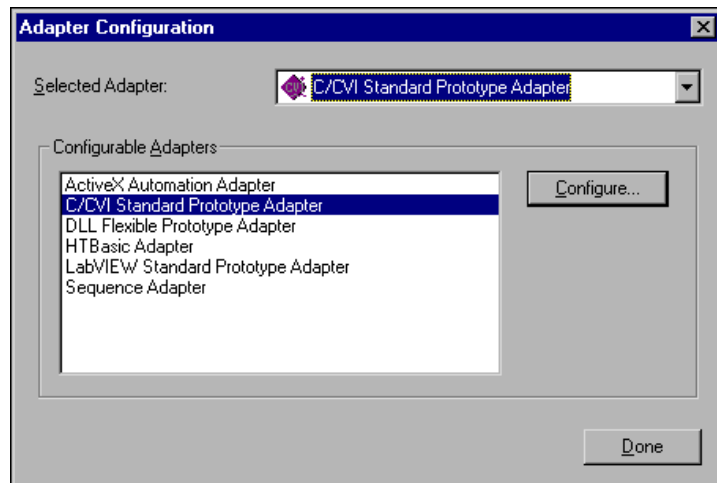 Adapter Configuration
Selected Adapter:
CVI C/CVI Standard Prototype Adapter
Configurable Adapters
ActiveX Automation Adapter
C/CVI Standard Prototype Adapter
DLL Flexible Prototype Adapter
HTBasic Adapter
LabVIEW Standard Prototype Adapter
Sequence Adapter
Configure...
Done